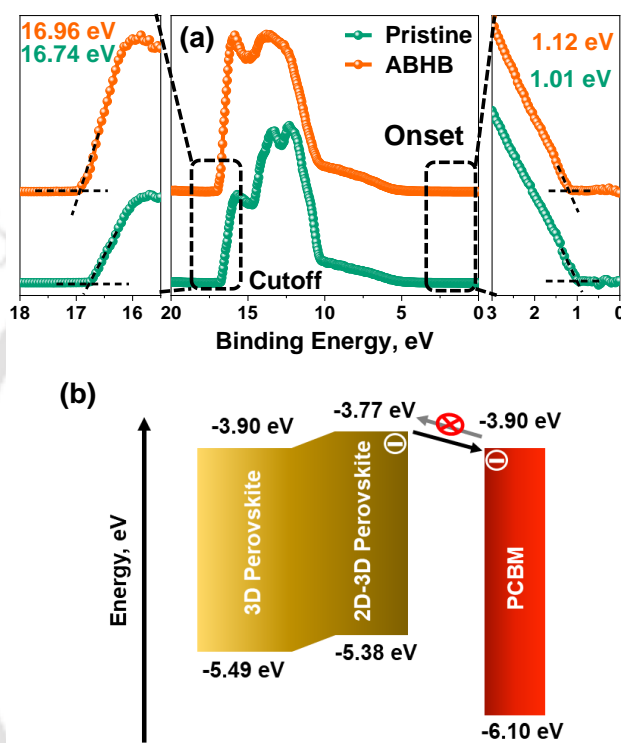 16.96 eV
16.74 eV
(a)
Pristine
ABHB
1.12 eV
1.01 eV
Onset
Cutoff
18 17 16
20 15 10 5 0
3 2 1 0
Binding Energy, eV
(b)
-3.90 eV
-3.77 eV
-3.90 eV
Energy, eV
3D Perovskite
2D-3D Perovskite
PCBM
-5.49 eV
-5.38 eV
-6.10 eV